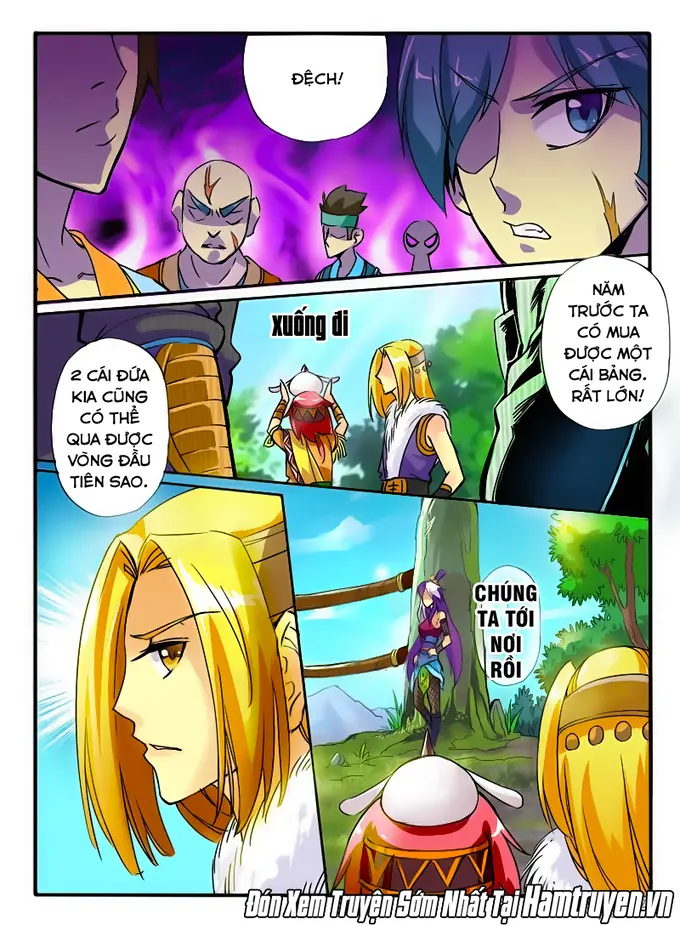 ĐỆCH!
NĂM
TRƯỚC TA
CÓ MUA
ĐƯỢC MỘT
CÁI BẢNG.
RẤT LỚN!
xuống đi
2 CÁI ĐỨA
KIA CŨNG
CÓ THỂ
QUA ĐƯỢC
VÒNG ĐẦU
TIÊN SAO.
CHÚNG
TA TỚI
NƠI
RỒI
Đón Xem Truyện Sớm Nhất Tại Hamtruyen.vn